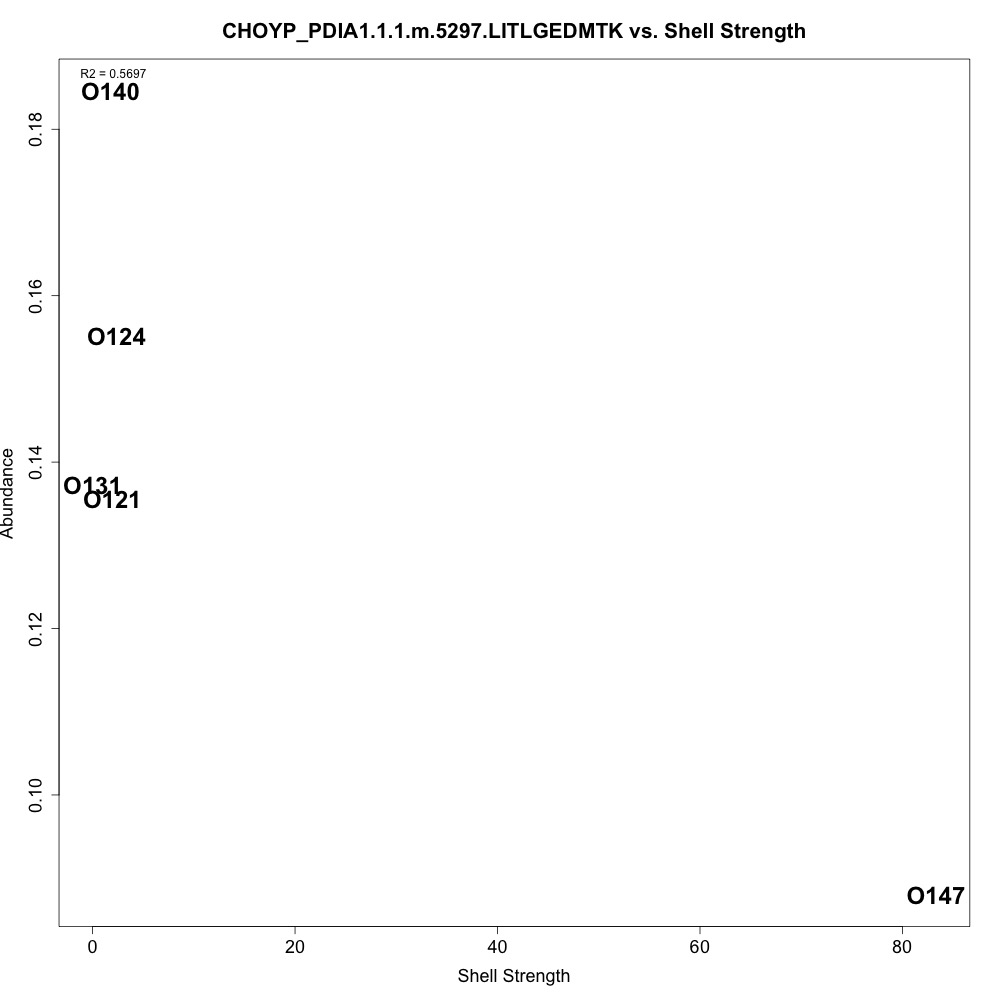 CHOYP_PDIA1.1.1.m.5297.LITLGEDMTK vs. Shell Strength
R2 = 0.5697
O140
0.18
0.16
O124
0.14
Abundance
O131
O121
0.12
0.10
O147
0
20
40
60
80
Shell Strength